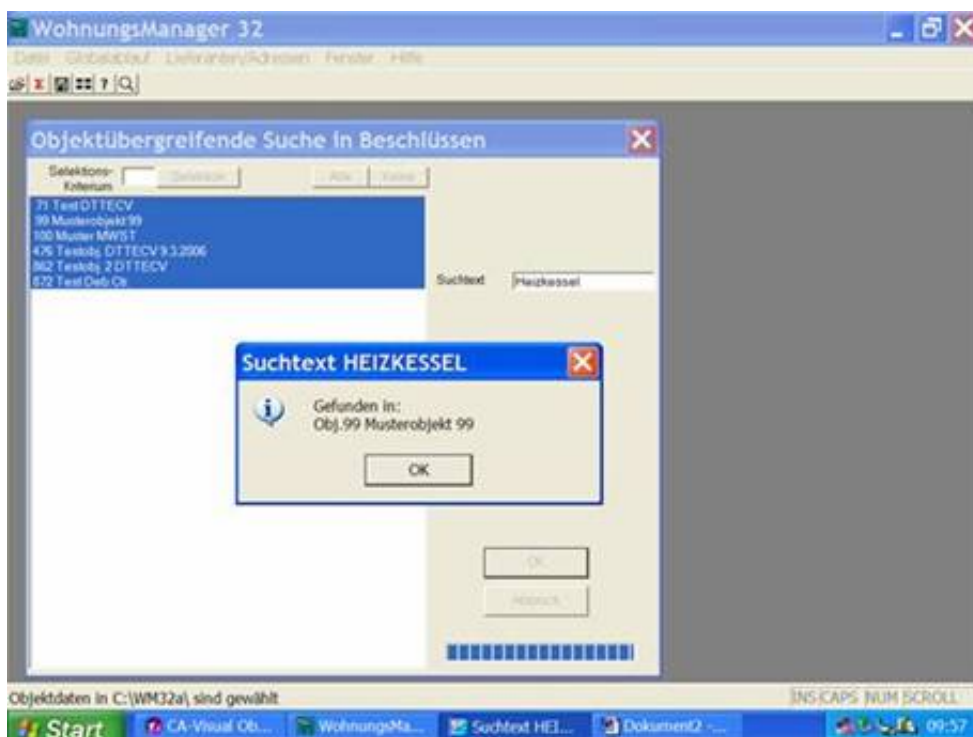 WohnungsManager 32
Datei Globalablauf Lieferanten/Adressen Fenster Hilfe
Objektübergreifende Suche in Beschlüssen
Selektions-
Kriterium
Selektion Alle Keine
71 Test DTTECV
99 Musterobjekt 99
100 Muster MWST
476 Testobj. DTTECV 9.3.2006
862 Testobj. 2 DTTECV
872 Test Deb Ctr
Suchtext Heizkessel
Suchtext HEIZKESSEL
Gefunden in:
Obj.99 Musterobjekt 99
OK
OK
Abbruch
Objektdaten in C:\WM32a\ sind gewählt
INS CAPS NUM SCROLL
Start CA-Visual Ob... WohnungsMa... Suchtext HEI... Dokument2 -... 09:57